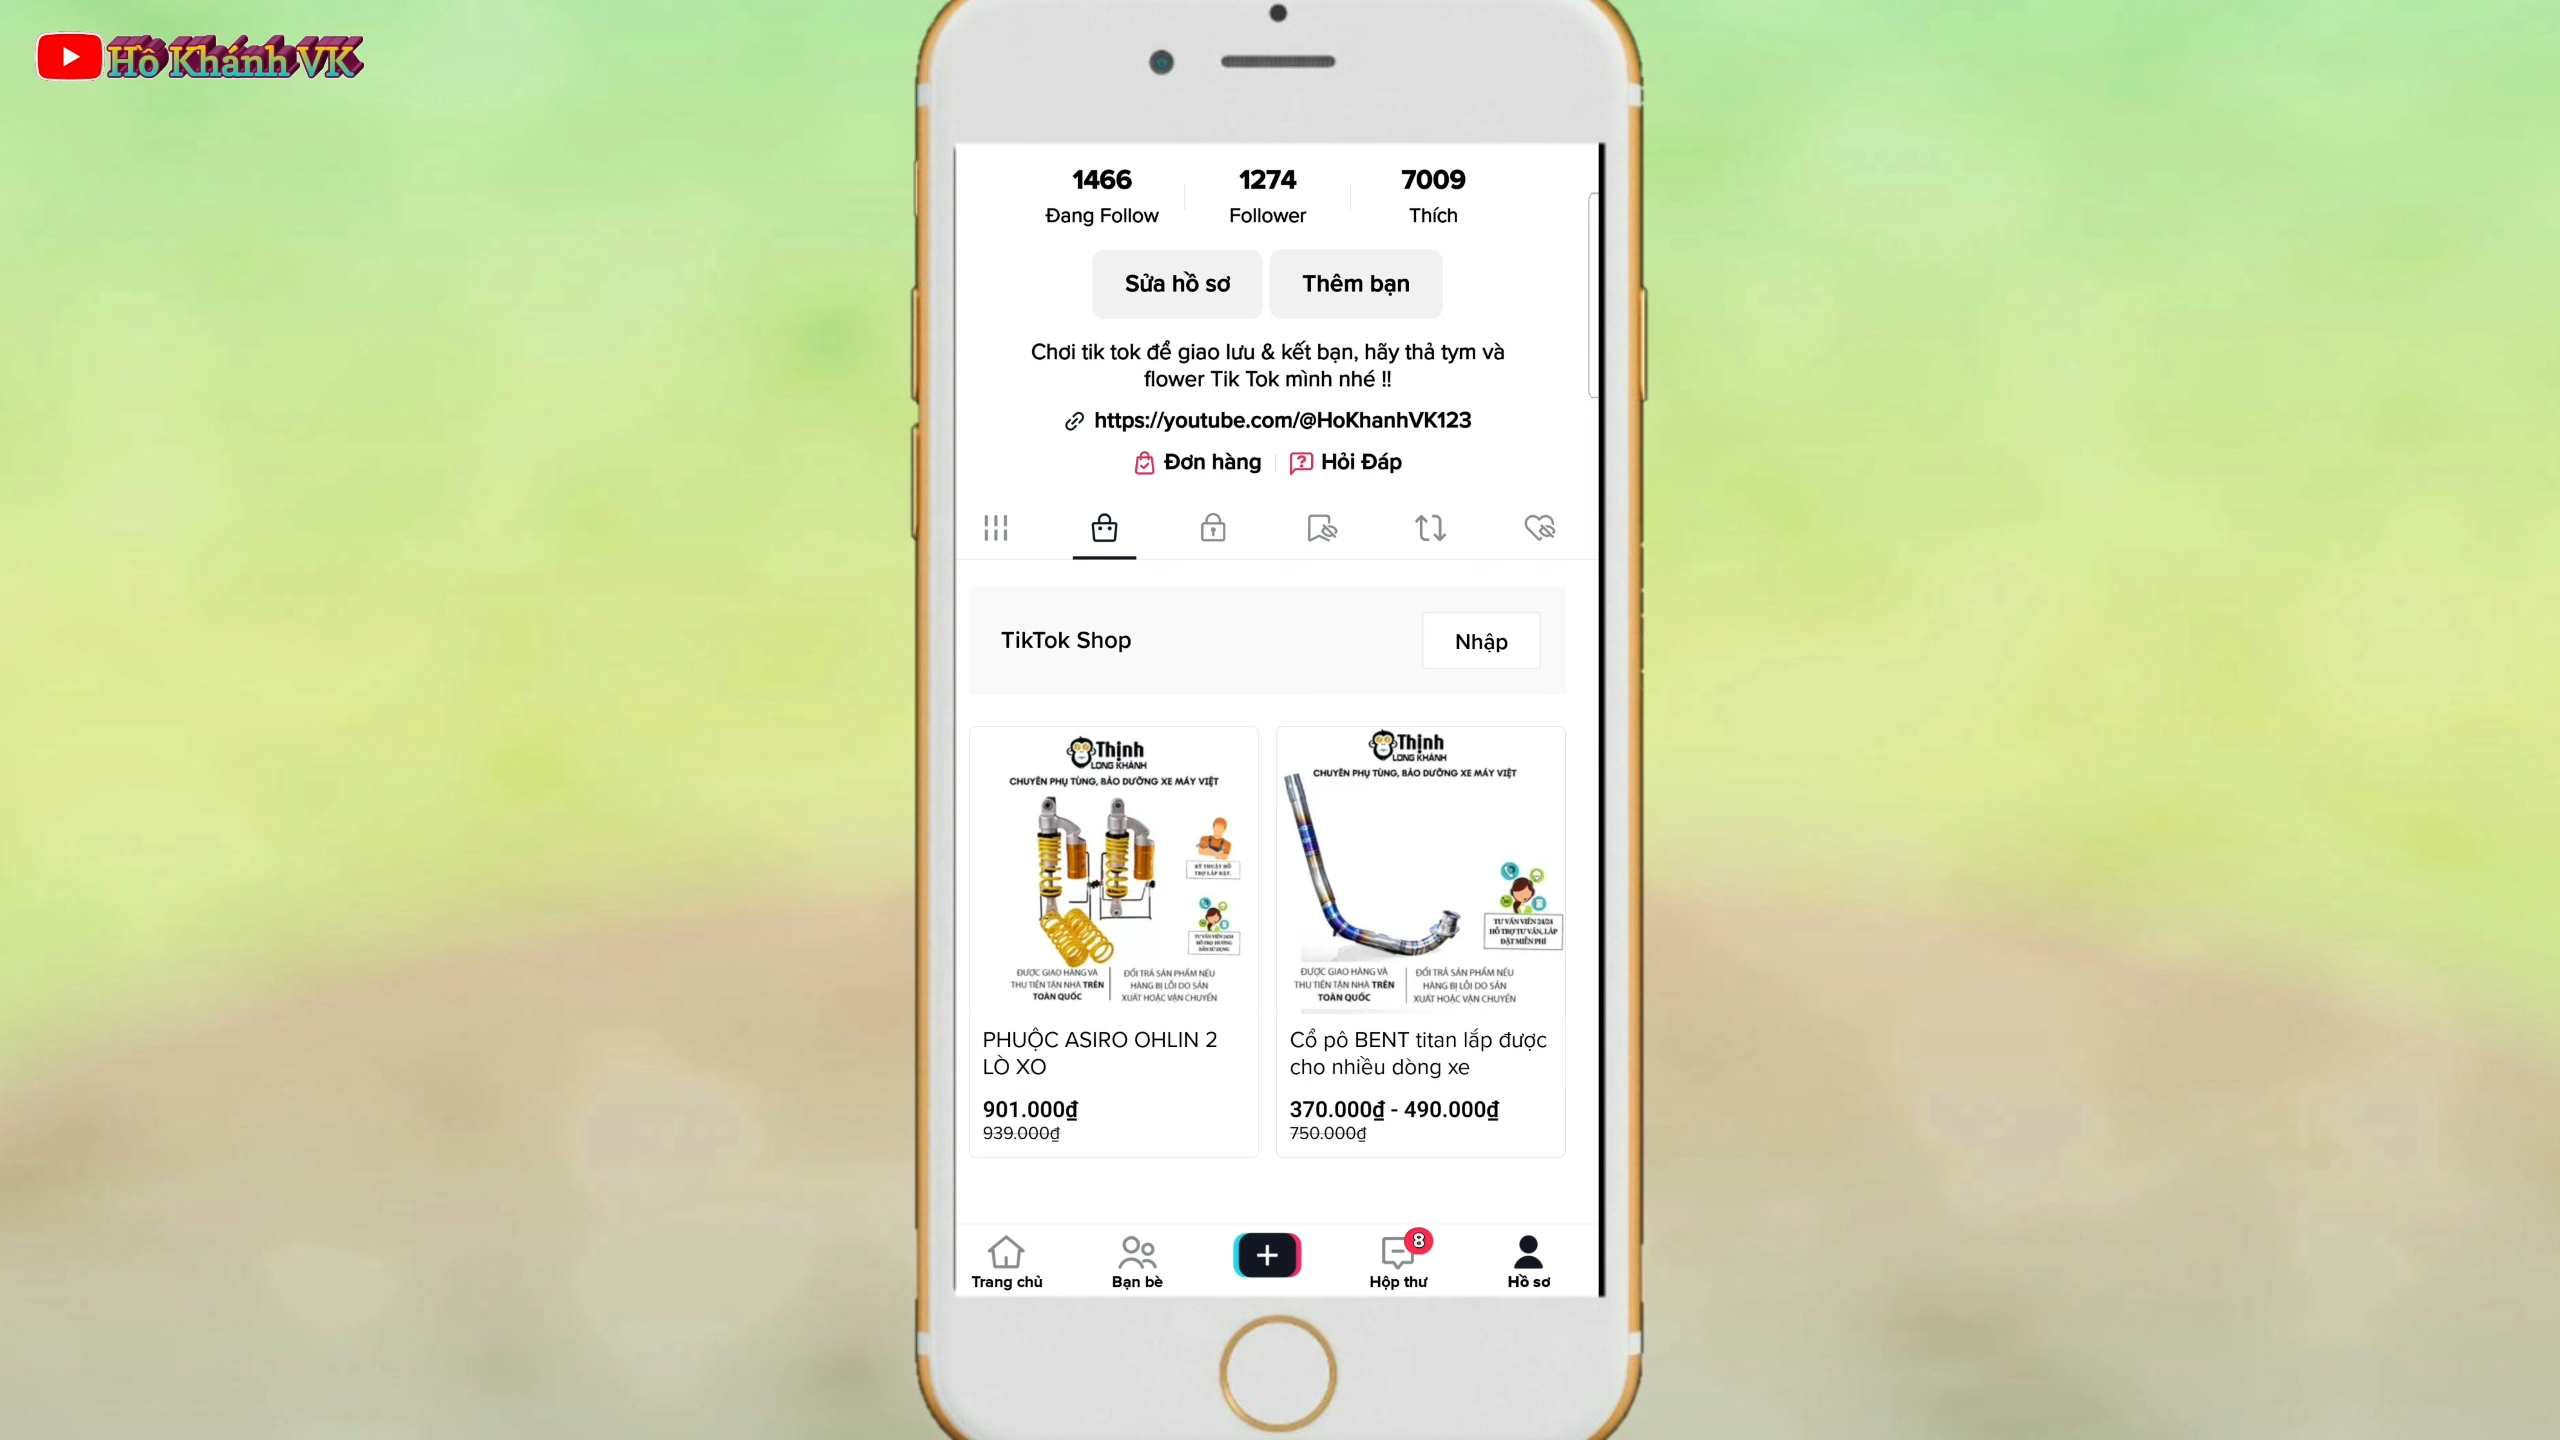 Hồ Khánh VK
1466 1274 7009
Đang Follow Follower Thích
Sửa hồ sơ Thêm bạn
Chơi tik tok để giao lưu & kết bạn, hãy thả tym và
flower Tik Tok mình nhé !!
https://youtube.com/@HoKhanhVK123
Đơn hàng Hỏi Đáp
TikTok Shop Nhập
Thịnh
LONG KHÁNH
CHUYÊN PHỤ TÙNG, BẢO DƯỠNG XE MÁY VIỆT
KỸ THUẬT HỖ
TRỢ LẮP ĐẶT.
TƯ VẤN VIÊN 24/24
HỖ TRỢ HƯỚNG
DẪN SỬ DỤNG
ĐƯỢC GIAO HÀNG VÀ
THU TIỀN TẬN NHÀ TRÊN
TOÀN QUỐC
ĐỔI TRẢ SẢN PHẨM NẾU
HÀNG BỊ LỖI DO SẢN
XUẤT HOẶC VẬN CHUYỂN
PHUỘC ASIRO OHLIN 2
LÒ XO
901.000₫
939.000₫
Thịnh
LONG KHÁNH
CHUYÊN PHỤ TÙNG, BẢO DƯỠNG XE MÁY VIỆT
TƯ VẤN VIÊN 24/24
HỖ TRỢ TƯ VẤN, LẮP
ĐẶT MIỄN PHÍ
ĐƯỢC GIAO HÀNG VÀ
THU TIỀN TẬN NHÀ TRÊN
TOÀN QUỐC
ĐỔI TRẢ SẢN PHẨM NẾU
HÀNG BỊ LỖI DO SẢN
XUẤT HOẶC VẬN CHUYỂN
Cổ pô BENT titan lắp được
cho nhiều dòng xe
370.000₫ - 490.000₫
750.000₫
8
Trang chủ Bạn bè Hộp thư Hồ sơ